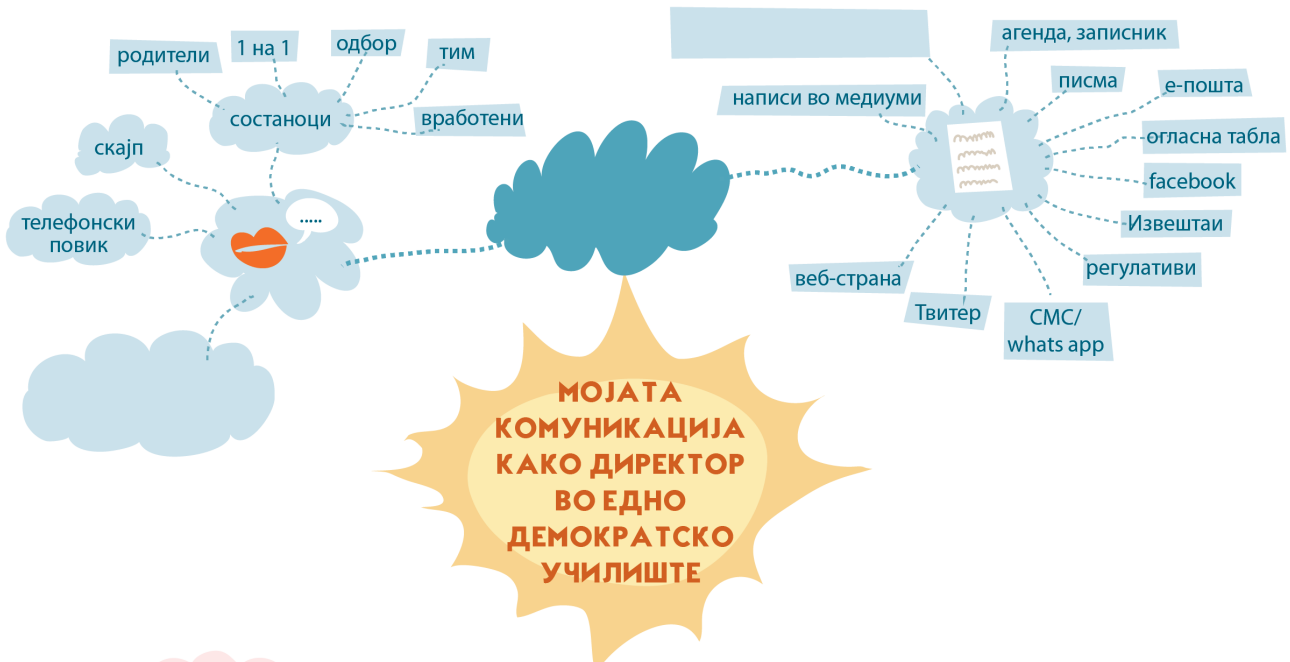 родители
1 на 1
одбор
тим
состаноци
вработени
скајп
телефонски
повик
.....
агенда, записник
писма
е-пошта
написи во медиуми
огласна табла
facebook
Извештаи
регулативи
веб-страна
Твитер
СМС/
whats app
МОЈАТА
КОМУНИКАЦИЈА
КАКО ДИРЕКТОР
ВО ЕДНО
ДЕМОКРАТСКО
УЧИЛИШТЕ